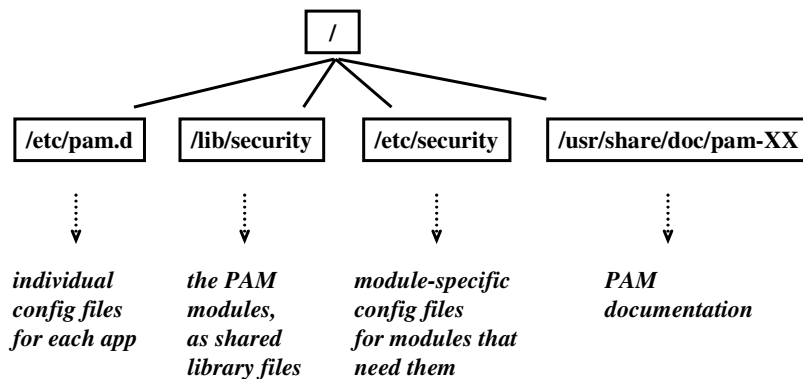 /
/etc/pam.d
/lib/security
/etc/security
/usr/share/doc/pam-XX
individual
config files
for each app
the PAM
modules,
as shared
library files
module-specific
config files
for modules that
need them
PAM
documentation